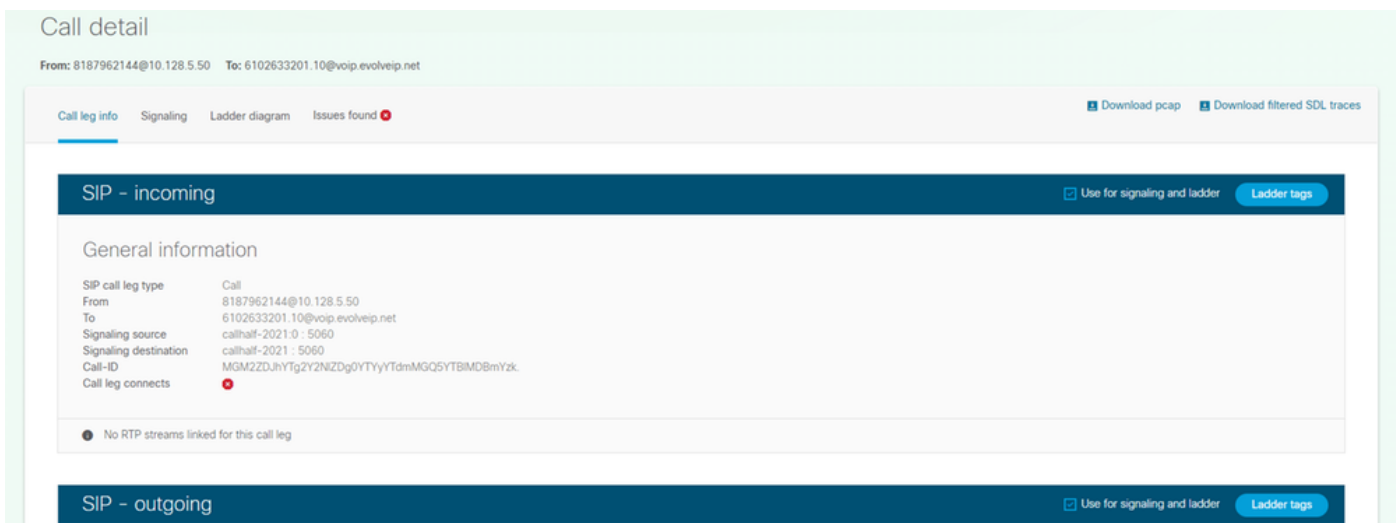 Call detail
From: 8187962144@10.128.5.50 To: 6102633201.10@voip.evolveip.net
Call leg info Signaling Ladder diagram Issues found Download pcap Download filtered SDL traces
SIP - incoming Use for signaling and ladder Ladder tags
General information
SIP call leg type Call
From 8187962144@10.128.5.50
To 6102633201.10@voip.evolveip.net
Signaling source callhalf-2021:0 : 5060
Signaling destination callhalf-2021 : 5060
Call-ID
Call leg connects
No RTP streams linked for this call leg
SIP - outgoing Use for signaling and ladder Ladder tags